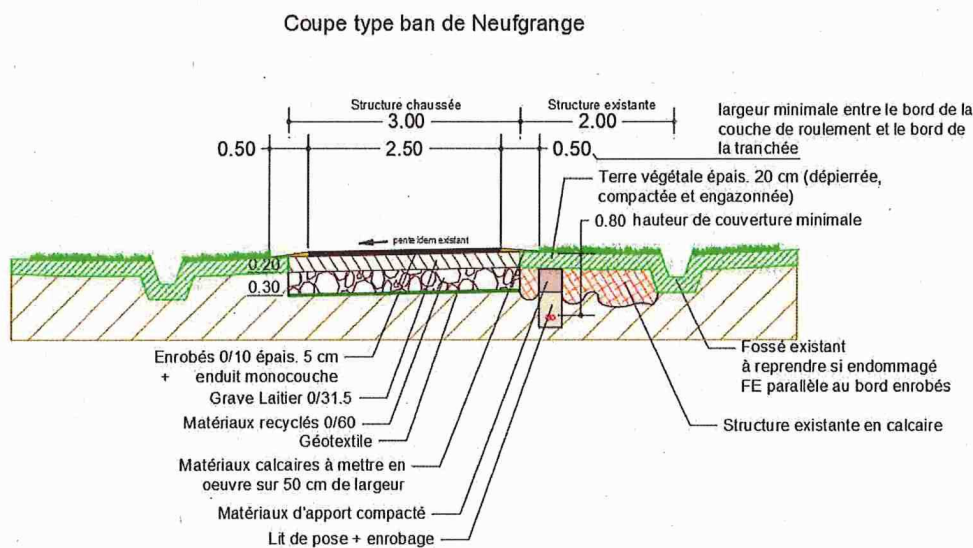 Coupe type ban de Neufgrange
Structure chaussée
3.00
Structure existante
2.00
largeur minimale entre le bord de la
couche de roulement et le bord de
la tranchée
0.50
2.50
0.50
Terre végétale épais. 20 cm (dépierrée,
compactée et engazonnée)
0.80 hauteur de couverture minimale
pente idem existant
0.20
0.30
Enrobés 0/10 épais. 5 cm
+ enduit monocouche
Grave Laitier 0/31.5
Matériaux recyclés 0/60
Géotextile
Matériaux calcaires à mettre en
oeuvre sur 50 cm de largeur
Matériaux d'apport compacté
Lit de pose + enrobage
Fossé existant
à reprendre si endommagé
FE parallèle au bord enrobés
Structure existante en calcaire